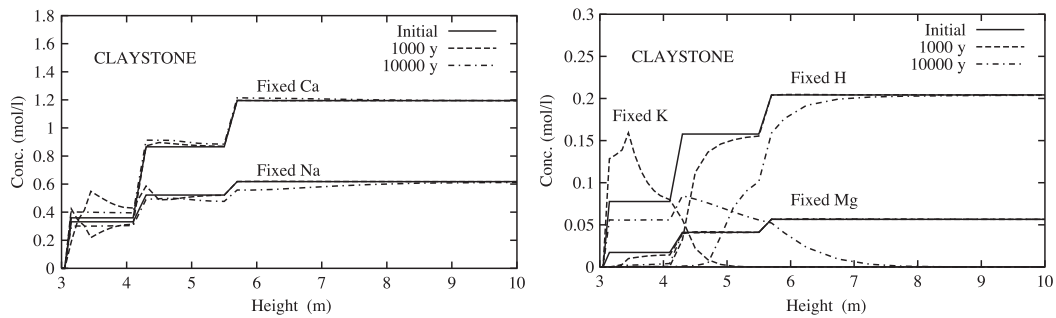 1.8
1.6
1.4
1.2
1
0.8
0.6
0.4
0.2
0
Conc. (mol/l)
CLAYSTONE
Initial
1000 y
10000 y
Fixed Ca
Fixed Na
3 4 5 6 7 8 9 10
Height (m)
0.3
0.25
0.2
0.15
0.1
0.05
0
Conc. (mol/l)
CLAYSTONE
Initial
1000 y
10000 y
Fixed H
Fixed K
Fixed Mg
3 4 5 6 7 8 9 10
Height (m)